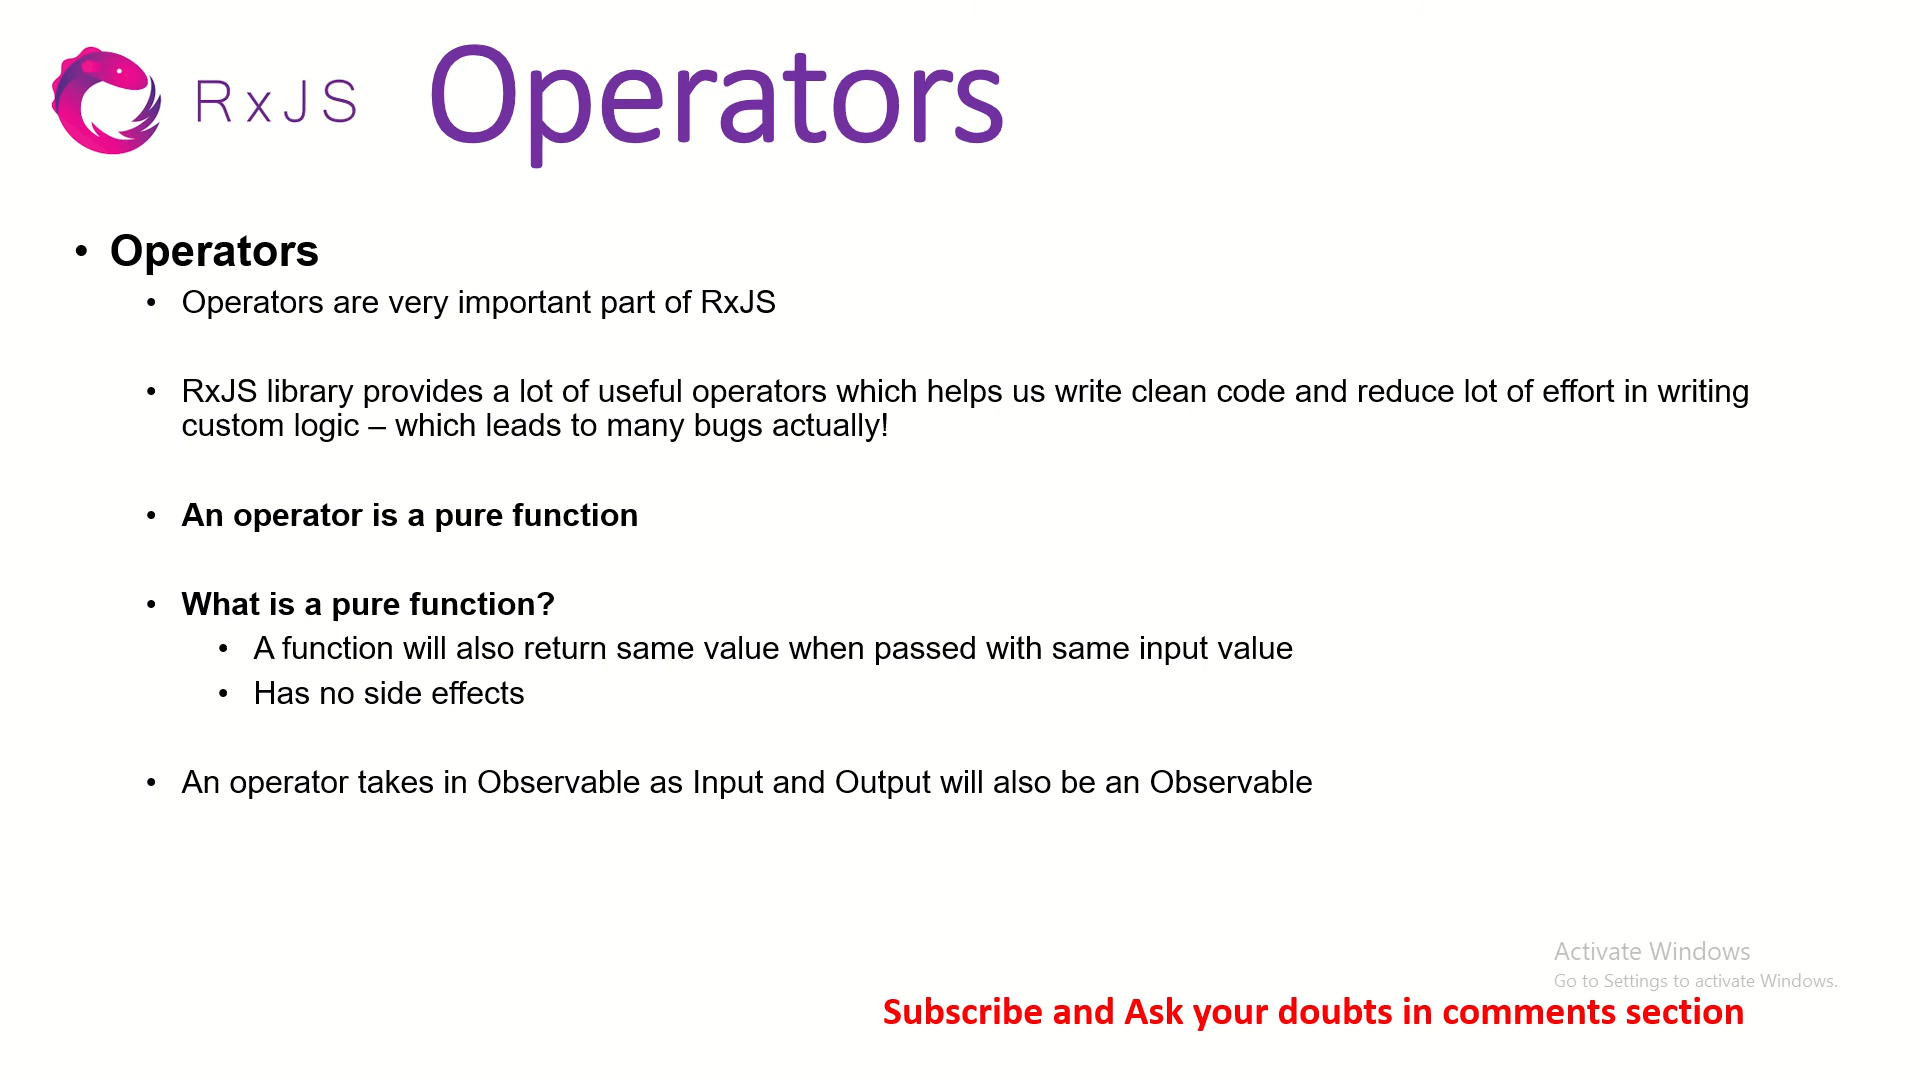 RxJS Operators
• Operators
• Operators are very important part of RxJS
• RxJS library provides a lot of useful operators which helps us write clean code and reduce lot of effort in writing
custom logic – which leads to many bugs actually!
• An operator is a pure function
• What is a pure function?
• A function will also return same value when passed with same input value
• Has no side effects
• An operator takes in Observable as Input and Output will also be an Observable
Activate Windows
Go to Settings to activate Windows.
Subscribe and Ask your doubts in comments section